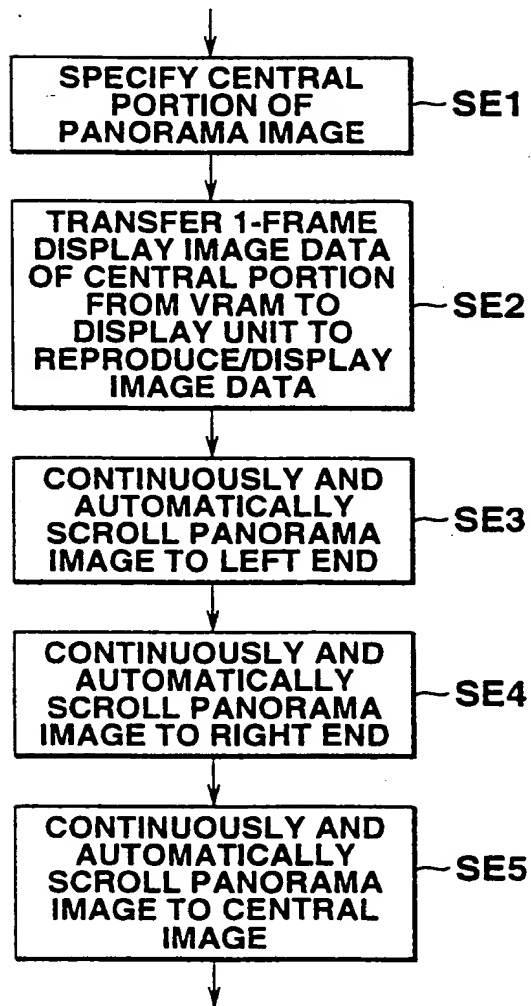 SPECIFY CENTRAL
PORTION OF
PANORAMA IMAGE
SE1
TRANSFER 1-FRAME
DISPLAY IMAGE DATA
OF CENTRAL PORTION
FROM VRAM TO
DISPLAY UNIT TO
REPRODUCE/DISPLAY
IMAGE DATA
SE2
CONTINUOUSLY AND
AUTOMATICALLY
SCROLL PANORAMA
IMAGE TO LEFT END
SE3
CONTINUOUSLY AND
AUTOMATICALLY
SCROLL PANORAMA
IMAGE TO RIGHT END
SE4
CONTINUOUSLY AND
AUTOMATICALLY
SCROLL PANORAMA
IMAGE TO CENTRAL
IMAGE
SE5